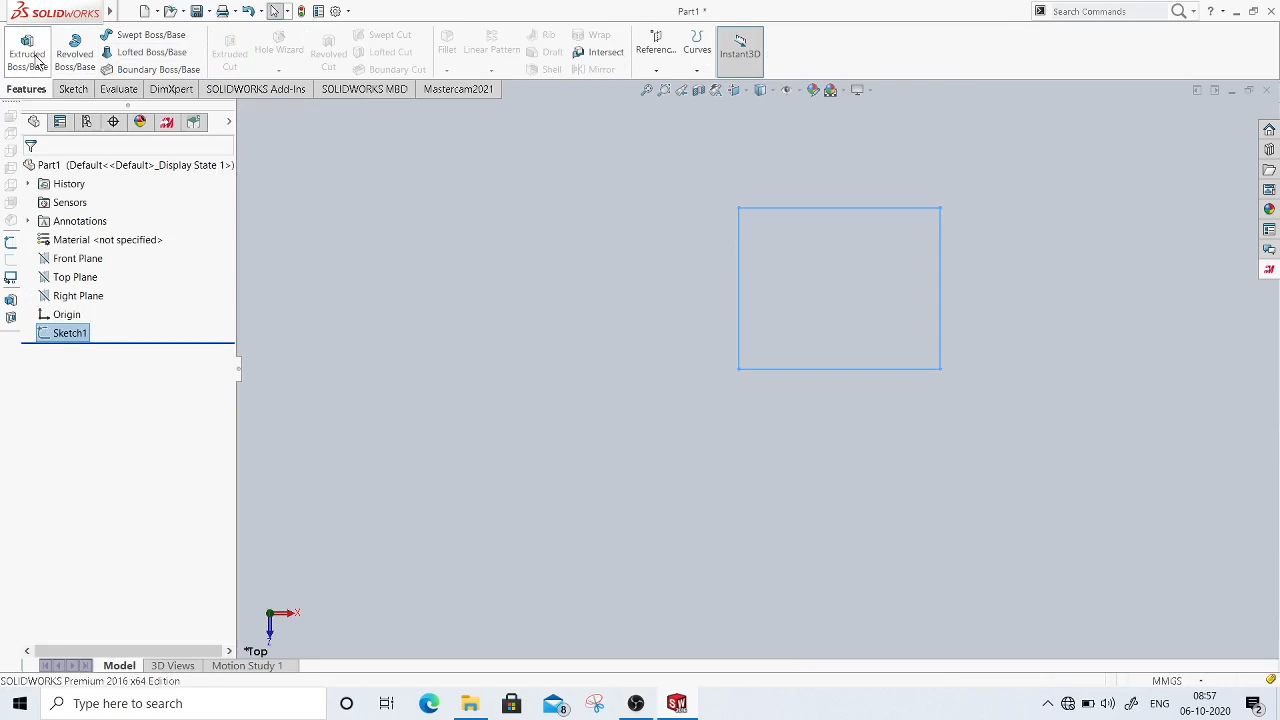 SOLIDWORKS
Part1 *
Search Commands
?
Extruded Boss/Base
Revolved Boss/Base
Swept Boss/Base
Lofted Boss/Base
Boundary Boss/Base
Extruded Cut
Hole Wizard
Revolved Cut
Swept Cut
Lofted Cut
Boundary Cut
Fillet
Linear Pattern
Rib
Draft
Shell
Wrap
Intersect
Mirror
Referenc...
Curves
Instant3D
Features
Sketch
Evaluate
DimXpert
SOLIDWORKS Add-Ins
SOLIDWORKS MBD
Mastercam2021
Part1 (Default<<Default>_Display State 1>)
History
Sensors
Annotations
Material <not specified>
Front Plane
Top Plane
Right Plane
Origin
Sketch1
X
Z
*Top
Model
3D Views
Motion Study 1
SOLIDWORKS Premium 2016 x64 Edition
MMGS
Type here to search
8
ENG
08:57
06-10-2020
2